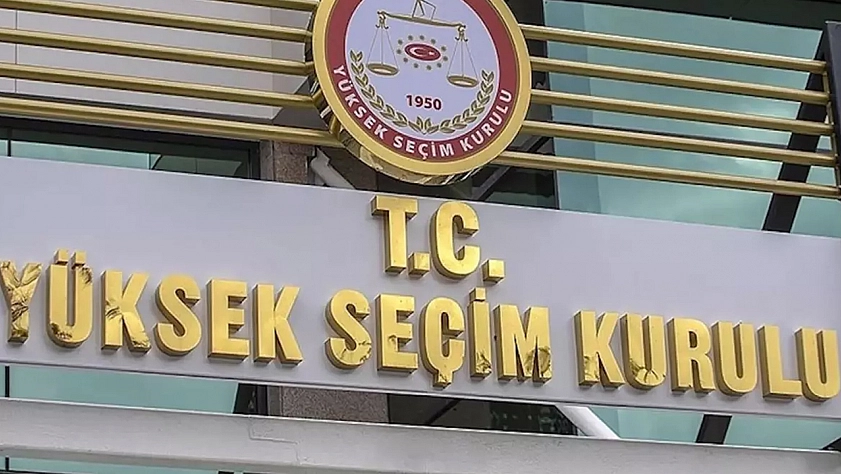 1950
YÜKSEK SEÇİM KURULU
T.C.
YÜKSEK SEÇİM KURULU